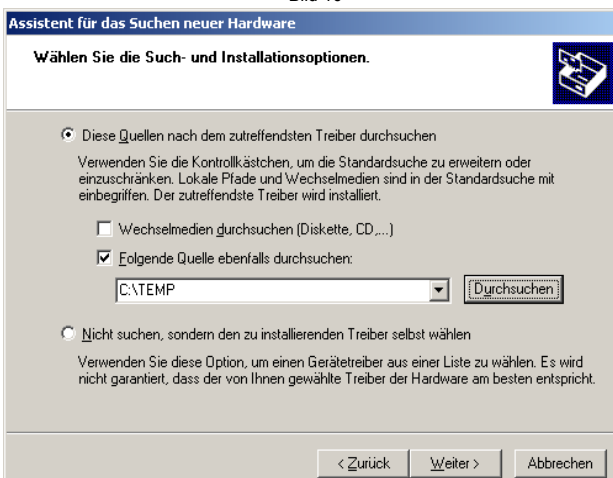 Assistent für das Suchen neuer Hardware
Wählen Sie die Such- und Installationsoptionen.
Diese Quellen nach dem zutreffendsten Treiber durchsuchen
Verwenden Sie die Kontrollkästchen, um die Standardsuche zu erweitern oder
einzuschränken. Lokale Pfade und Wechselmedien sind in der Standardsuche mit
einbegriffen. Der zutreffendste Treiber wird installiert.
Wechselmedien durchsuchen (Diskette, CD,...)
Folgende Quelle ebenfalls durchsuchen:
C:\TEMP Durchsuchen
Nicht suchen, sondern den zu installierenden Treiber selbst wählen
Verwenden Sie diese Option, um einen Gerätetreiber aus einer Liste zu wählen. Es wird
nicht garantiert, dass der von Ihnen gewählte Treiber der Hardware am besten entspricht.
< Zurück Weiter > Abbrechen